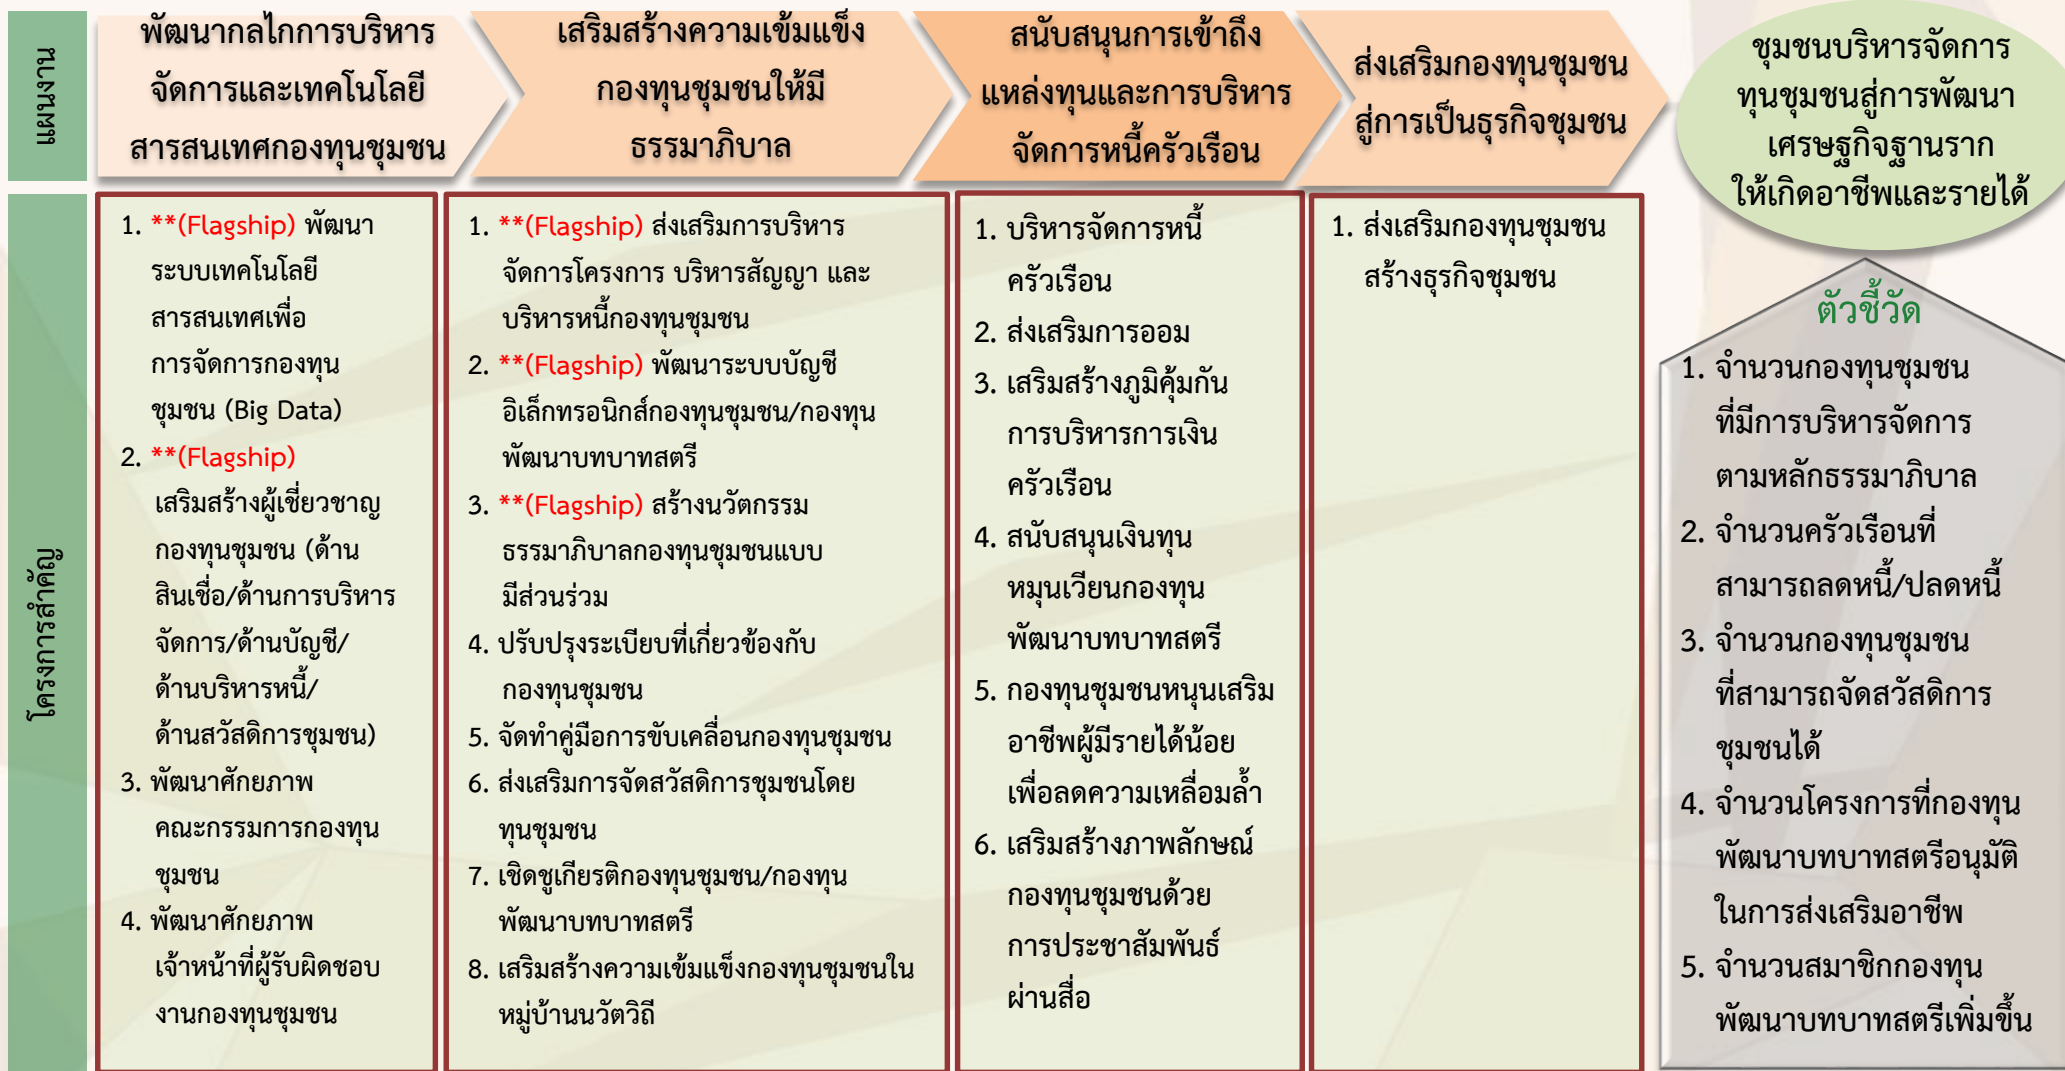 แผนงาน
พัฒนากลไกการบริหาร
จัดการและเทคโนโลยี
สารสนเทศกองทุนชุมชน
เสริมสร้างความเข้มแข็ง
กองทุนชุมชนให้มี
ธรรมาภิบาล
สนับสนุนการเข้าถึง
แหล่งทุนและการบริหาร
จัดการหนี้ครัวเรือน
ส่งเสริมกองทุนชุมชน
สู่การเป็นธุรกิจชุมชน
ชุมชนบริหารจัดการ
ทุนชุมชนสู่การพัฒนา
เศรษฐกิจฐานราก
ให้เกิดอาชีพและรายได้
โครงการสำคัญ
1. **(Flagship) พัฒนา
ระบบเทคโนโลยี
สารสนเทศเพื่อ
การจัดการกองทุน
ชุมชน (Big Data)
2. **(Flagship)
เสริมสร้างผู้เชี่ยวชาญ
กองทุนชุมชน (ด้าน
สินเชื่อ/ด้านการบริหาร
จัดการ/ด้านบัญชี/
ด้านบริหารหนี้/
ด้านสวัสดิการชุมชน)
3. พัฒนาศักยภาพ
คณะกรรมการกองทุน
ชุมชน
4. พัฒนาศักยภาพ
เจ้าหน้าที่ผู้รับผิดชอบ
งานกองทุนชุมชน
1. **(Flagship) ส่งเสริมการบริหาร
จัดการโครงการ บริหารสัญญา และ
บริหารหนี้กองทุนชุมชน
2. **(Flagship) พัฒนาระบบบัญชี
อิเล็กทรอนิกส์กองทุนชุมชน/กองทุน
พัฒนาบทบาทสตรี
3. **(Flagship) สร้างนวัตกรรม
ธรรมาภิบาลกองทุนชุมชนแบบ
มีส่วนร่วม
4. ปรับปรุงระเบียบที่เกี่ยวข้องกับ
กองทุนชุมชน
5. จัดทำคู่มือการขับเคลื่อนกองทุนชุมชน
6. ส่งเสริมการจัดสวัสดิการชุมชนโดย
ทุนชุมชน
7. เชิดชูเกียรติกองทุนชุมชน/กองทุน
พัฒนาบทบาทสตรี
8. เสริมสร้างความเข้มแข็งกองทุนชุมชนใน
หมู่บ้านนวัตวิถี
1. บริหารจัดการหนี้
ครัวเรือน
2. ส่งเสริมการออม
3. เสริมสร้างภูมิคุ้มกัน
การบริหารการเงิน
ครัวเรือน
4. สนับสนุนเงินทุน
หมุนเวียนกองทุน
พัฒนาบทบาทสตรี
5. กองทุนชุมชนหนุนเสริม
อาชีพผู้มีรายได้น้อย
เพื่อลดความเหลื่อมล้ำ
6. เสริมสร้างภาพลักษณ์
กองทุนชุมชนด้วย
การประชาสัมพันธ์
ผ่านสื่อ
1. ส่งเสริมกองทุนชุมชน
สร้างธุรกิจชุมชน
ตัวชี้วัด
1. จำนวนกองทุนชุมชน
ที่มีการบริหารจัดการ
ตามหลักธรรมาภิบาล
2. จำนวนครัวเรือนที่
สามารถลดหนี้/ปลดหนี้
3. จำนวนกองทุนชุมชน
ที่สามารถจัดสวัสดิการ
ชุมชนได้
4. จำนวนโครงการที่กองทุน
พัฒนาบทบาทสตรีอนุมัติ
ในการส่งเสริมอาชีพ
5. จำนวนสมาชิกกองทุน
พัฒนาบทบาทสตรีเพิ่มขึ้น